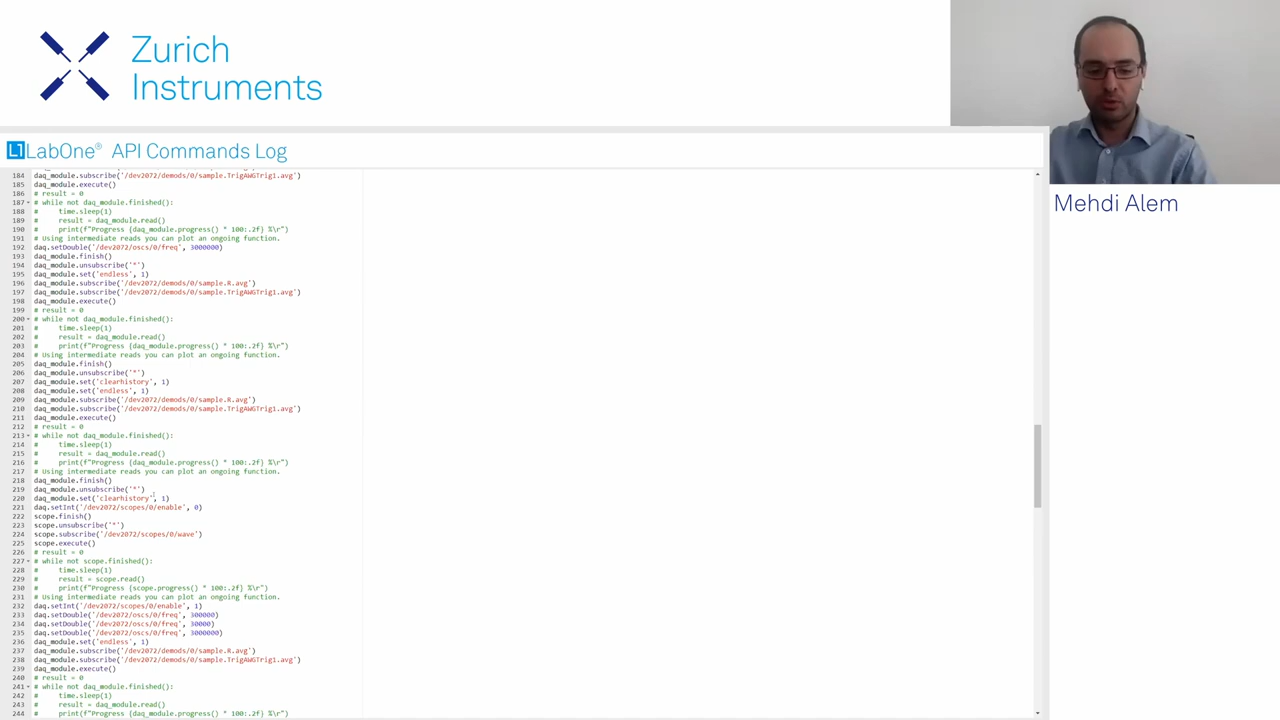 Zurich
Instruments
L1 LabOne® API Commands Log
Mehdi Alem
184 daq_module.subscribe('/dev2072/demods/0/sample.TrigAWGTrig1.avg')
185 daq_module.execute()
186 # result = 0
187 # while not daq_module.finished():
188 #     time.sleep(1)
189 #     result = daq_module.read()
190 #     print(f"Progress {daq_module.progress() * 100:.2f} %\r")
191 # Using intermediate reads you can plot an ongoing function.
192 daq.setDouble('/dev2072/oscs/0/freq', 3000000)
193 daq_module.finish()
194 daq_module.unsubscribe('*')
195 daq_module.set('endless', 1)
196 daq_module.subscribe('/dev2072/demods/0/sample.R.avg')
197 daq_module.subscribe('/dev2072/demods/0/sample.TrigAWGTrig1.avg')
198 daq_module.execute()
199 # result = 0
200 # while not daq_module.finished():
201 #     time.sleep(1)
202 #     result = daq_module.read()
203 #     print(f"Progress {daq_module.progress() * 100:.2f} %\r")
204 # Using intermediate reads you can plot an ongoing function.
205 daq_module.finish()
206 daq_module.unsubscribe('*')
207 daq_module.set('clearhistory', 1)
208 daq_module.set('endless', 1)
209 daq_module.subscribe('/dev2072/demods/0/sample.R.avg')
210 daq_module.subscribe('/dev2072/demods/0/sample.TrigAWGTrig1.avg')
211 daq_module.execute()
212 # result = 0
213 # while not daq_module.finished():
214 #     time.sleep(1)
215 #     result = daq_module.read()
216 #     print(f"Progress {daq_module.progress() * 100:.2f} %\r")
217 # Using intermediate reads you can plot an ongoing function.
218 daq_module.finish()
219 daq_module.unsubscribe('*')
220 daq_module.set('clearhistory', 1)
221 daq.setInt('/dev2072/scopes/0/enable', 0)
222 scope.finish()
223 scope.unsubscribe('*')
224 scope.subscribe('/dev2072/scopes/0/wave')
225 scope.execute()
226 # result = 0
227 # while not scope.finished():
228 #     time.sleep(1)
229 #     result = scope.read()
230 #     print(f"Progress {scope.progress() * 100:.2f} %\r")
231 # Using intermediate reads you can plot an ongoing function.
232 daq.setInt('/dev2072/scopes/0/enable', 1)
233 daq.setDouble('/dev2072/oscs/0/freq', 300000)
234 daq.setDouble('/dev2072/oscs/0/freq', 30000)
235 daq.setDouble('/dev2072/oscs/0/freq', 3000000)
236 daq_module.set('endless', 1)
237 daq_module.subscribe('/dev2072/demods/0/sample.R.avg')
238 daq_module.subscribe('/dev2072/demods/0/sample.TrigAWGTrig1.avg')
239 daq_module.execute()
240 # result = 0
241 # while not daq_module.finished():
242 #     time.sleep(1)
243 #     result = daq_module.read()
244 #     print(f"Progress {daq_module.progress() * 100:.2f} %\r")